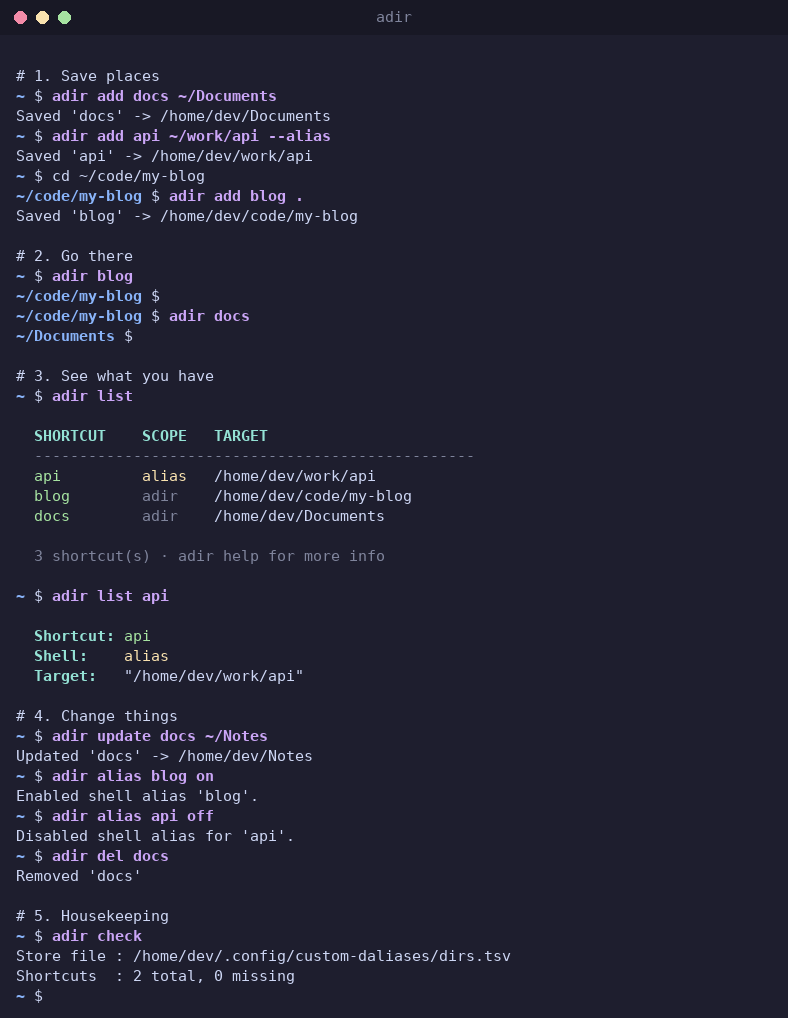 adir
# 1. Save places
~ $ adir add docs ~/Documents
Saved 'docs' -> /home/dev/Documents
~ $ adir add api ~/work/api --alias
Saved 'api' -> /home/dev/work/api
~ $ cd ~/code/my-blog
~/code/my-blog $ adir add blog .
Saved 'blog' -> /home/dev/code/my-blog
# 2. Go there
~ $ adir blog
~/code/my-blog $
~/code/my-blog $ adir docs
~/Documents $
# 3. See what you have
~ $ adir list
SHORTCUT    SCOPE   TARGET
-------------------------------------------------
api         alias   /home/dev/work/api
blog        adir    /home/dev/code/my-blog
docs        adir    /home/dev/Documents
3 shortcut(s) · adir help for more info
~ $ adir list api
Shortcut: api
Shell:    alias
Target:   "/home/dev/work/api"
# 4. Change things
~ $ adir update docs ~/Notes
Updated 'docs' -> /home/dev/Notes
~ $ adir alias blog on
Enabled shell alias 'blog'.
~ $ adir alias api off
Disabled shell alias for 'api'.
~ $ adir del docs
Removed 'docs'
# 5. Housekeeping
~ $ adir check
Store file : /home/dev/.config/custom-daliases/dirs.tsv
Shortcuts  : 2 total, 0 missing
~ $